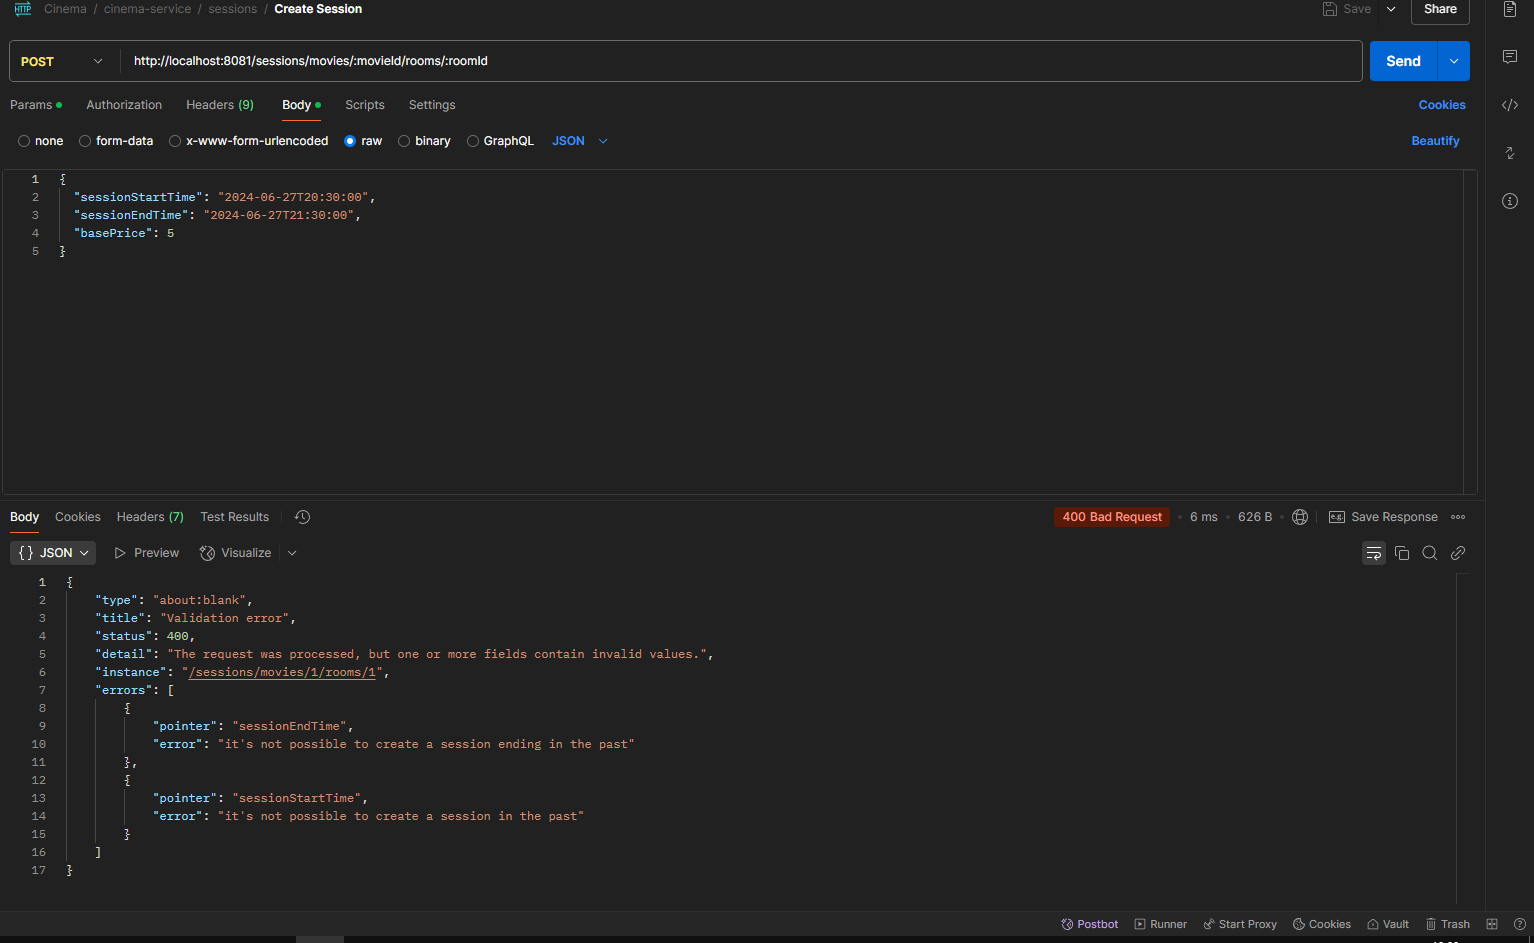 HTTP Cinema / cinema-service / sessions / Create Session Save Share
POST http://localhost:8081/sessions/movies/:movieId/rooms/:roomId Send
Params Authorization Headers (9) Body Scripts Settings Cookies
none form-data x-www-form-urlencoded raw binary GraphQL JSON Beautify
1 {
2 "sessionStartTime": "2024-06-27T20:30:00",
3 "sessionEndTime": "2024-06-27T21:30:00",
4 "basePrice": 5
5 }
Body Cookies Headers (7) Test Results 400 Bad Request • 6 ms • 626 B • e.g. Save Response
{} JSON Preview Visualize
1 {
2 "type": "about:blank",
3 "title": "Validation error",
4 "status": 400,
5 "detail": "The request was processed, but one or more fields contain invalid values.",
6 "instance": "/sessions/movies/1/rooms/1",
7 "errors": [
8 {
9 "pointer": "sessionEndTime",
10 "error": "it's not possible to create a session ending in the past"
11 },
12 {
13 "pointer": "sessionStartTime",
14 "error": "it's not possible to create a session in the past"
15 }
16 ]
17 }
Postbot Runner Start Proxy Cookies Vault Trash